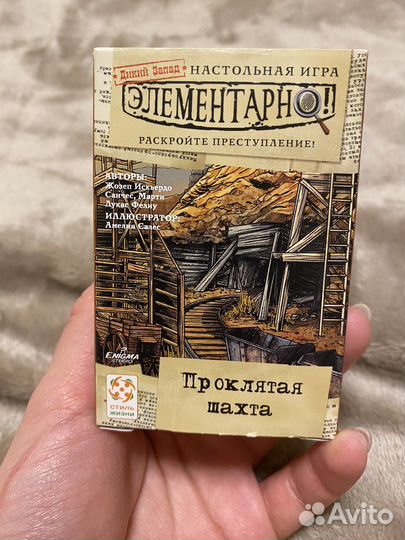 Дикий Запад
НАСТОЛЬНАЯ ИГРА
ЭЛЕМЕНТАРНО!
РАСКРОЙТЕ ПРЕСТУПЛЕНИЕ!
АВТОРЫ:
Жозеп Искьердо
Санчес, Марти
Лукас Фелиу
ИЛЛЮСТРАТОР:
Амелия Салес
ENIGMA
STUDIO
СТИЛЬ
ЖИЗНИ
Проклятая
шахта
Avito